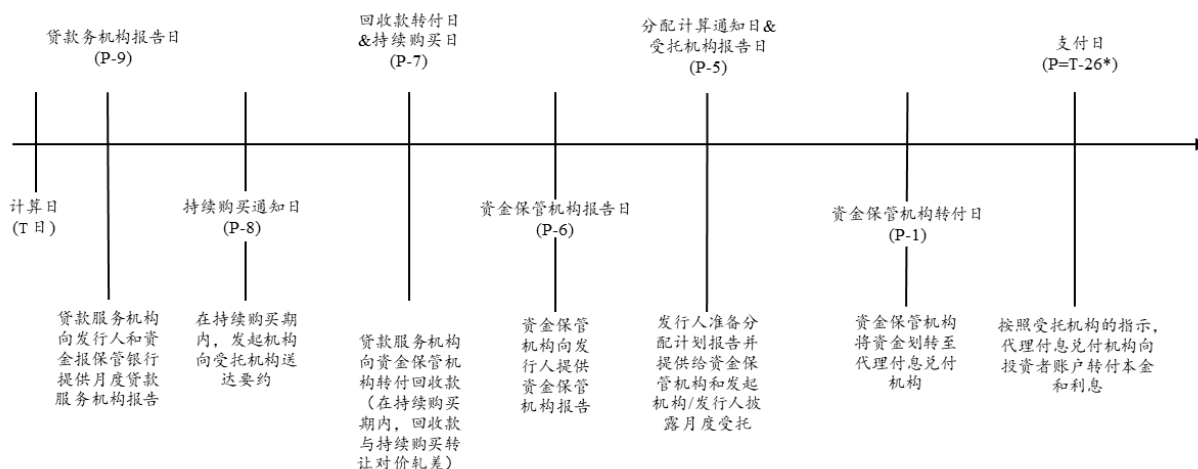 贷款务机构报告日
(P-9)
回收款转付日
&持续购买日
(P-7)
分配计算通知日&
受托机构报告日
(P-5)
支付日
(P=T-26*)
计算日
(T日)
持续购买通知日
(P-8)
资金保管机构报告日
(P-6)
资金保管机构转付日
(P-1)
贷款服务机构
向发行人和资
金报保管银行
提供月度贷款
服务机构报告
在持续购买期
内，发起机构
向受托机构送
达要约
贷款服务机构
向资金保管机
构转付回收款
（在持续购买
期内，回收款
与持续购买转
让对价轧差）
资金保管
机构向发
行人提供
资金保管
机构报告
发行人准备分
配计划报告并
提供给资金保
管机构和发起
机构/发行人披
露月度受托
资金保管机构
将资金划转至
代理付息兑付
机构
按照受托机构的指示，
代理付息兑付机构向
投资者账户转付本金
和利息